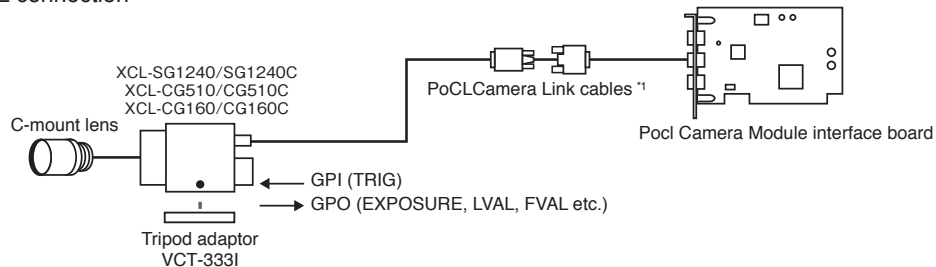 XCL-SG1240/SG1240C
XCL-CG510/CG510C
XCL-CG160/CG160C
C-mount lens
PoCLCamera Link cables *1
Pocl Camera Module interface board
GPI (TRIG)
GPO (EXPOSURE, LVAL, FVAL etc.)
Tripod adaptor
VCT-333I